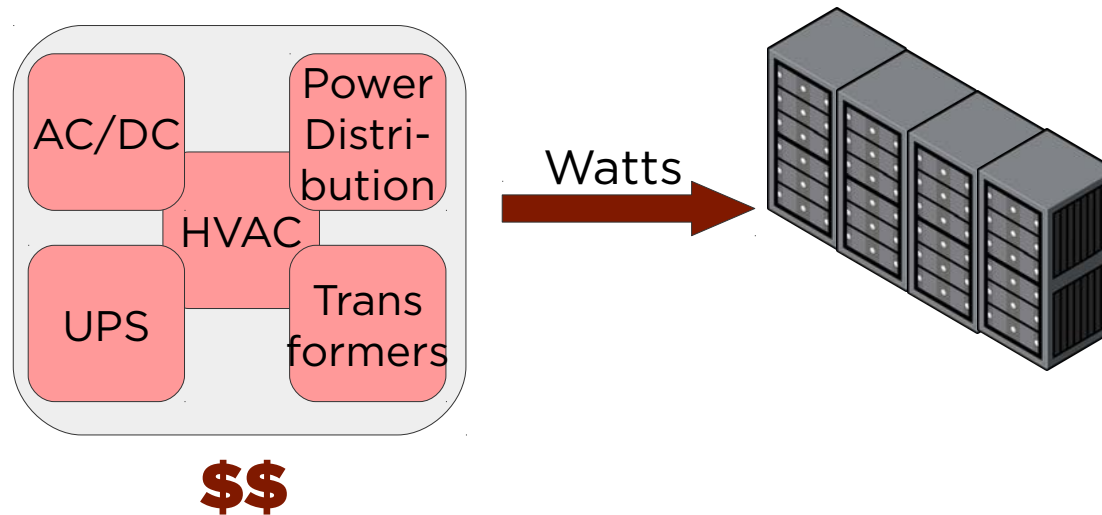 AC/DC
Power
Distri-
bution
HVAC
UPS
Trans
formers
Watts
$$